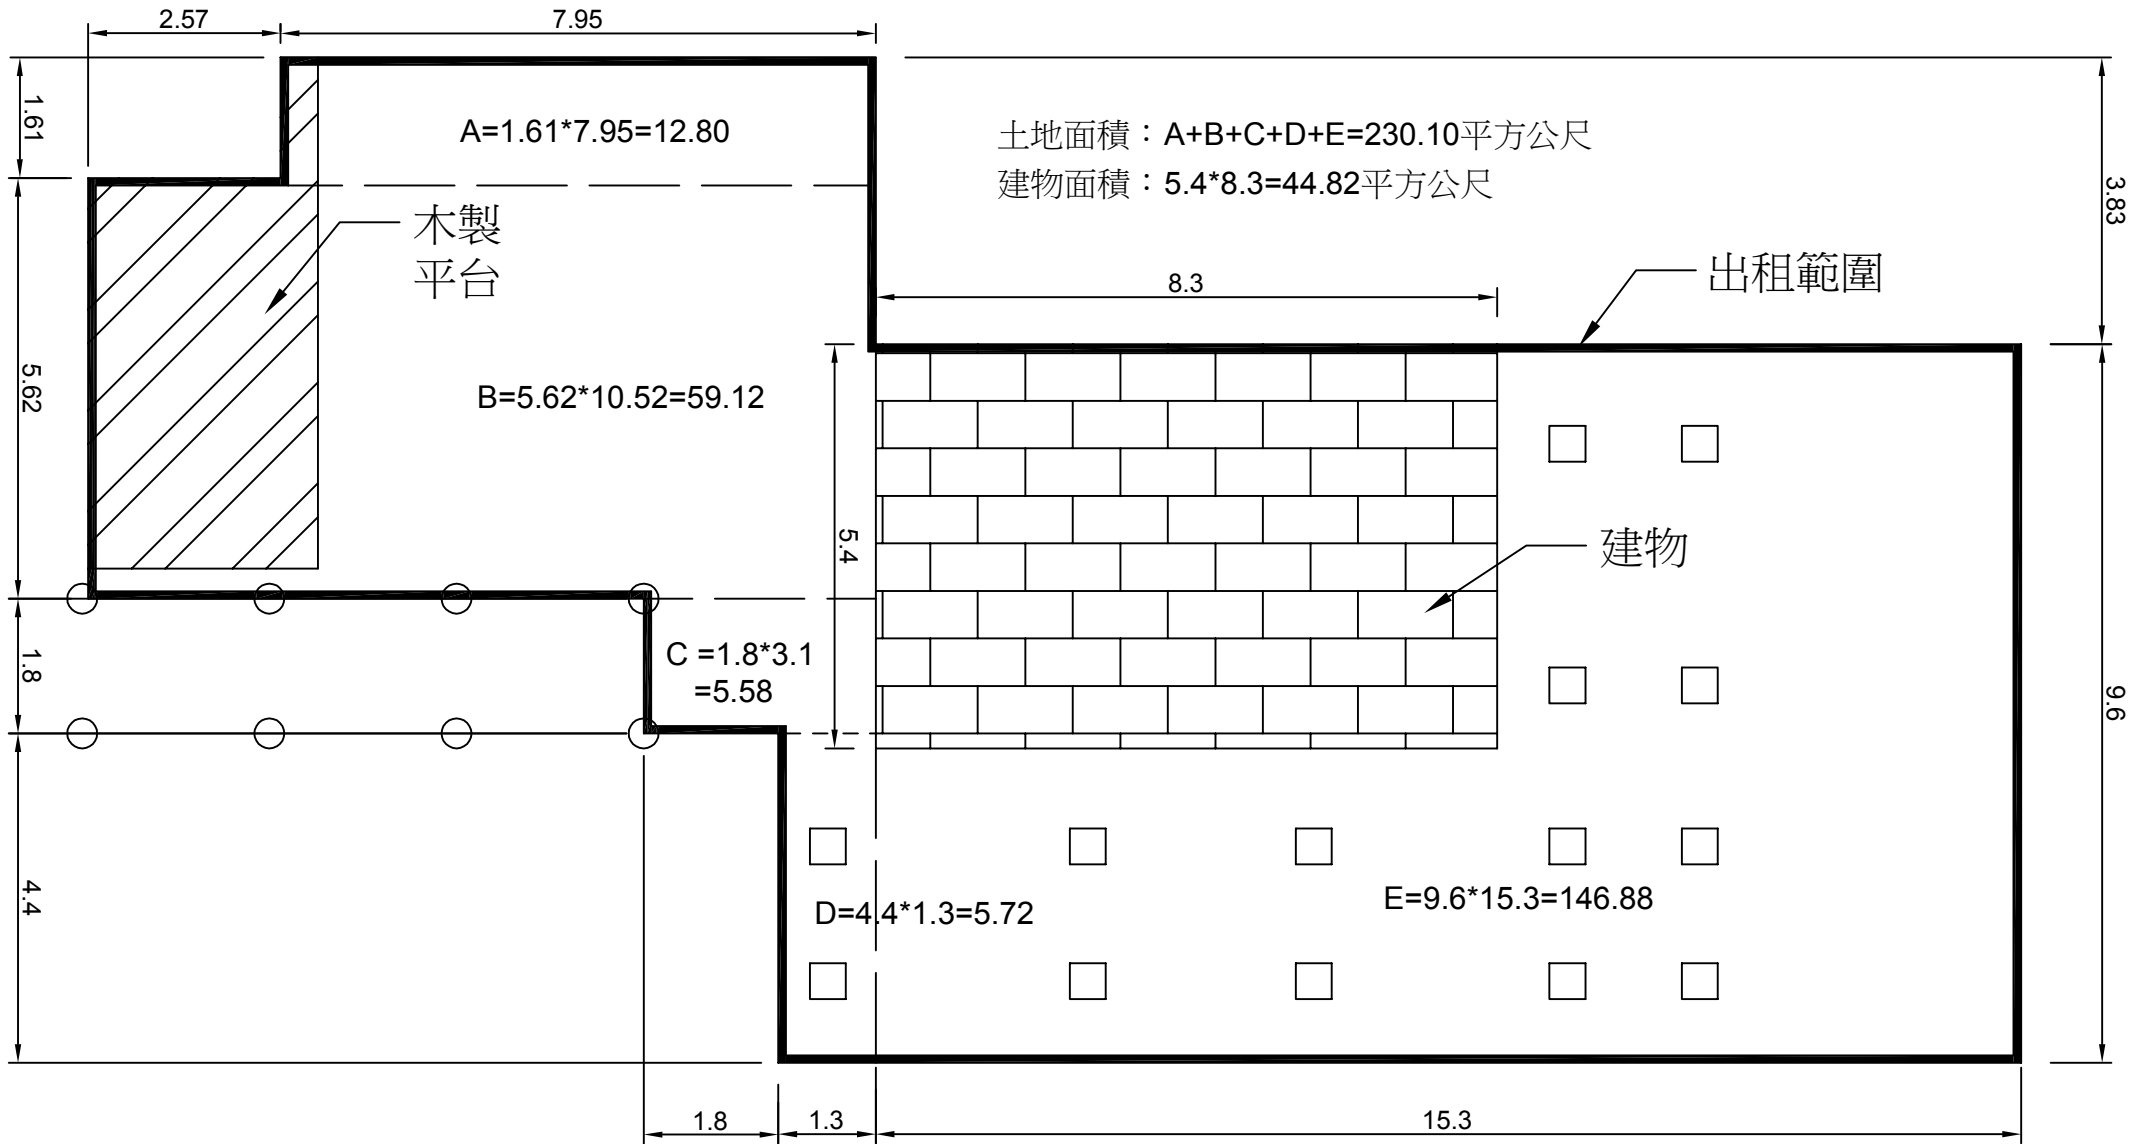 2.57
7.95
1.61
A=1.61*7.95=12.80
土地面積：A+B+C+D+E=230.10平方公尺
建物面積：5.4*8.3=44.82平方公尺
3.83
木製
平台
8.3
出租範圍
5.62
B=5.62*10.52=59.12
5.4
建物
1.8
C =1.8*3.1
=5.58
9.6
4.4
D=4.4*1.3=5.72
E=9.6*15.3=146.88
1.8
1.3
15.3